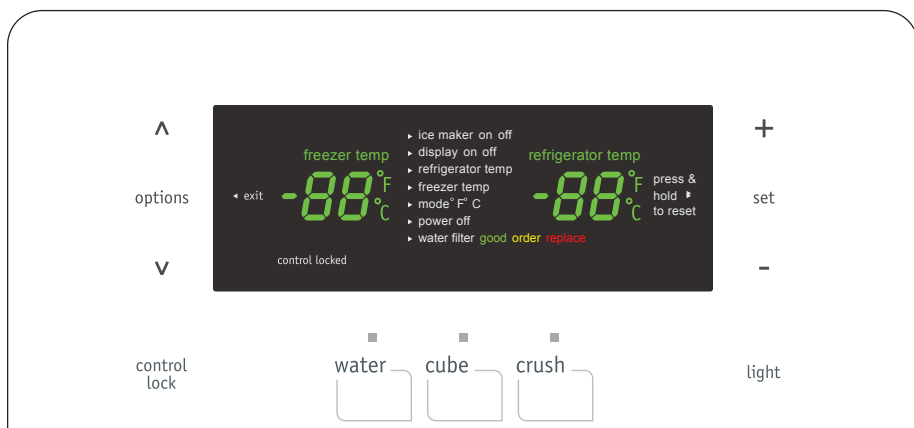 ^
options
v
control
lock
◂ exit
freezer temp
-88°F
°C
control locked
▸ ice maker on off
▸ display on off
▸ refrigerator temp
▸ freezer temp
▸ mode°F°C
▸ power off
▸ water filter good order replace
refrigerator temp
-88°F
°C
press &
hold ▸
to reset
+
set
-
light
water
cube
crush